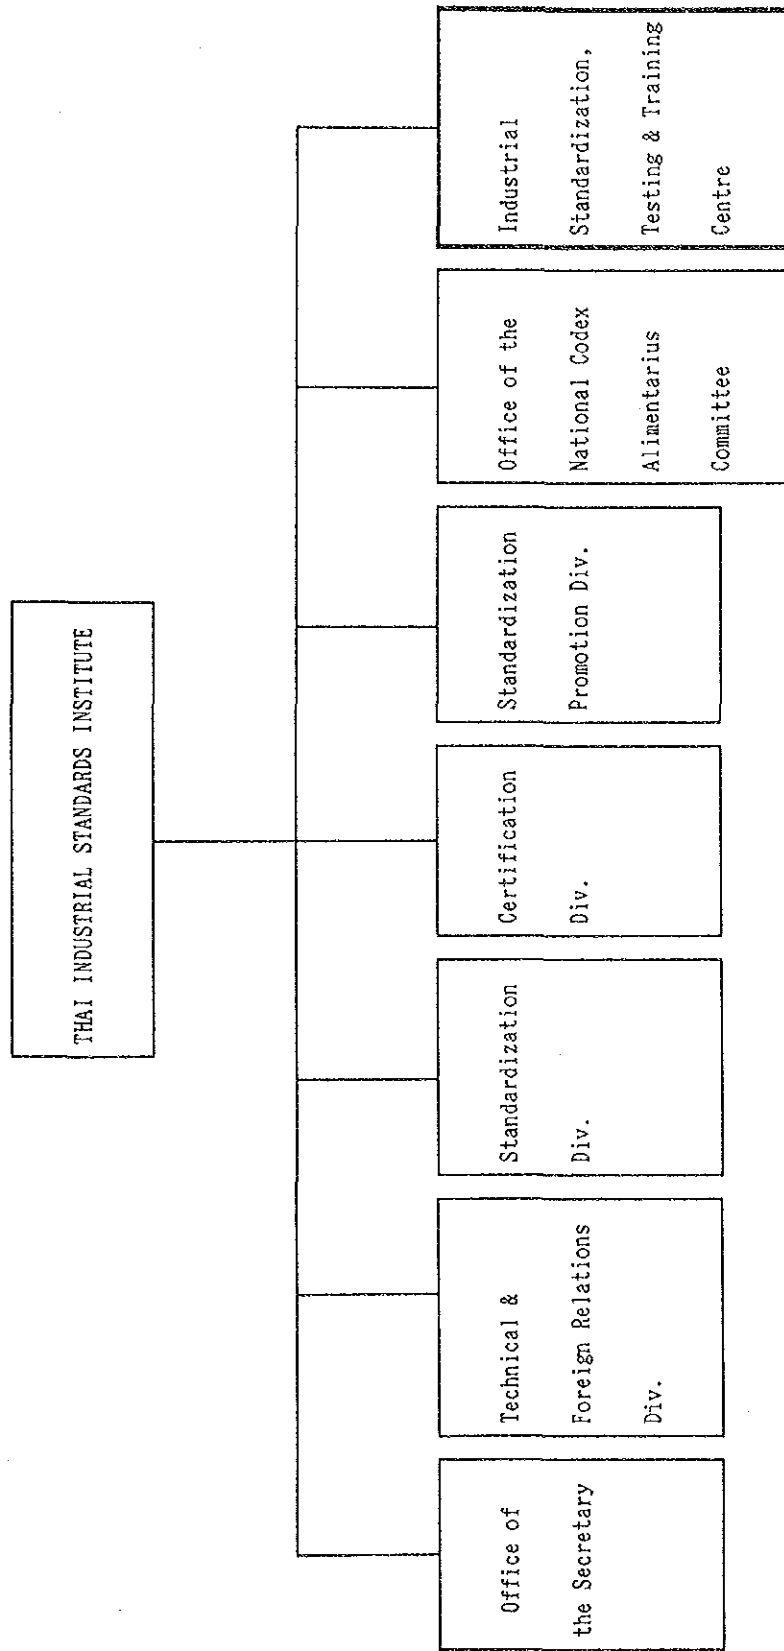 THAI INDUSTRIAL STANDARDS INSTITUTE
Office of
the Secretary
Technical &
Foreign Relations
Div.
Standardization
Div.
Certification
Div.
Standardization
Promotion Div.
Office of the
National Codex
Alimentarius
Committee
Industrial
Standardization,
Testing & Training
Centre